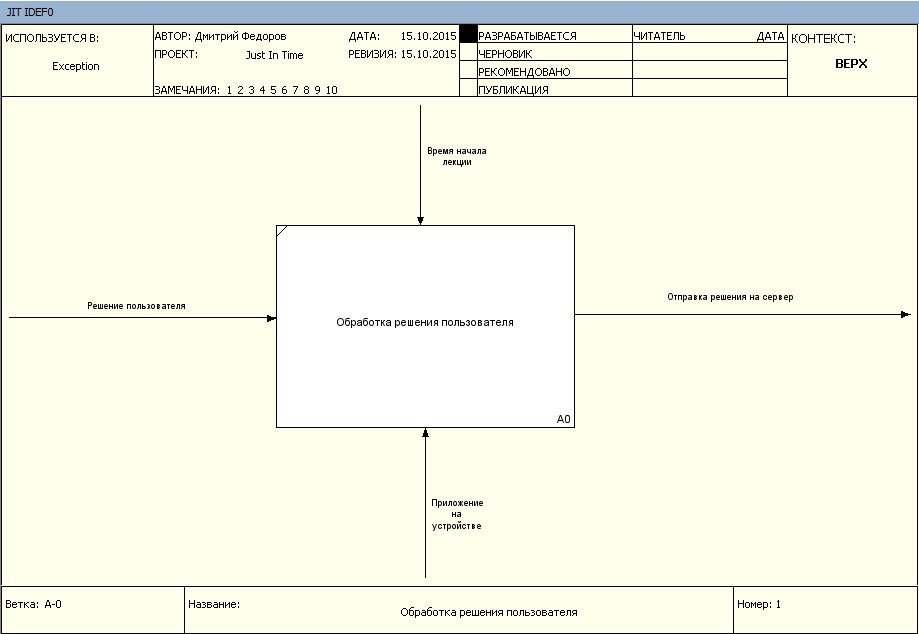 JIT IDEF0
ИСПОЛЬЗУЕТСЯ В:
Exception
АВТОР: Дмитрий Федоров
ДАТА: 15.10.2015
ПРОЕКТ: Just In Time
РЕВИЗИЯ: 15.10.2015
ЗАМЕЧАНИЯ: 1 2 3 4 5 6 7 8 9 10
РАЗРАБАТЫВАЕТСЯ
ЧЕРНОВИК
РЕКОМЕНДОВАНО
ПУБЛИКАЦИЯ
ЧИТАТЕЛЬ ДАТА
КОНТЕКСТ:
ВЕРХ
Время начала
лекции
Решение пользователя
Обработка решения пользователя
A0
Отправка решения на сервер
Приложение
на
устройстве
Ветка: A-0
Название:
Обработка решения пользователя
Номер: 1